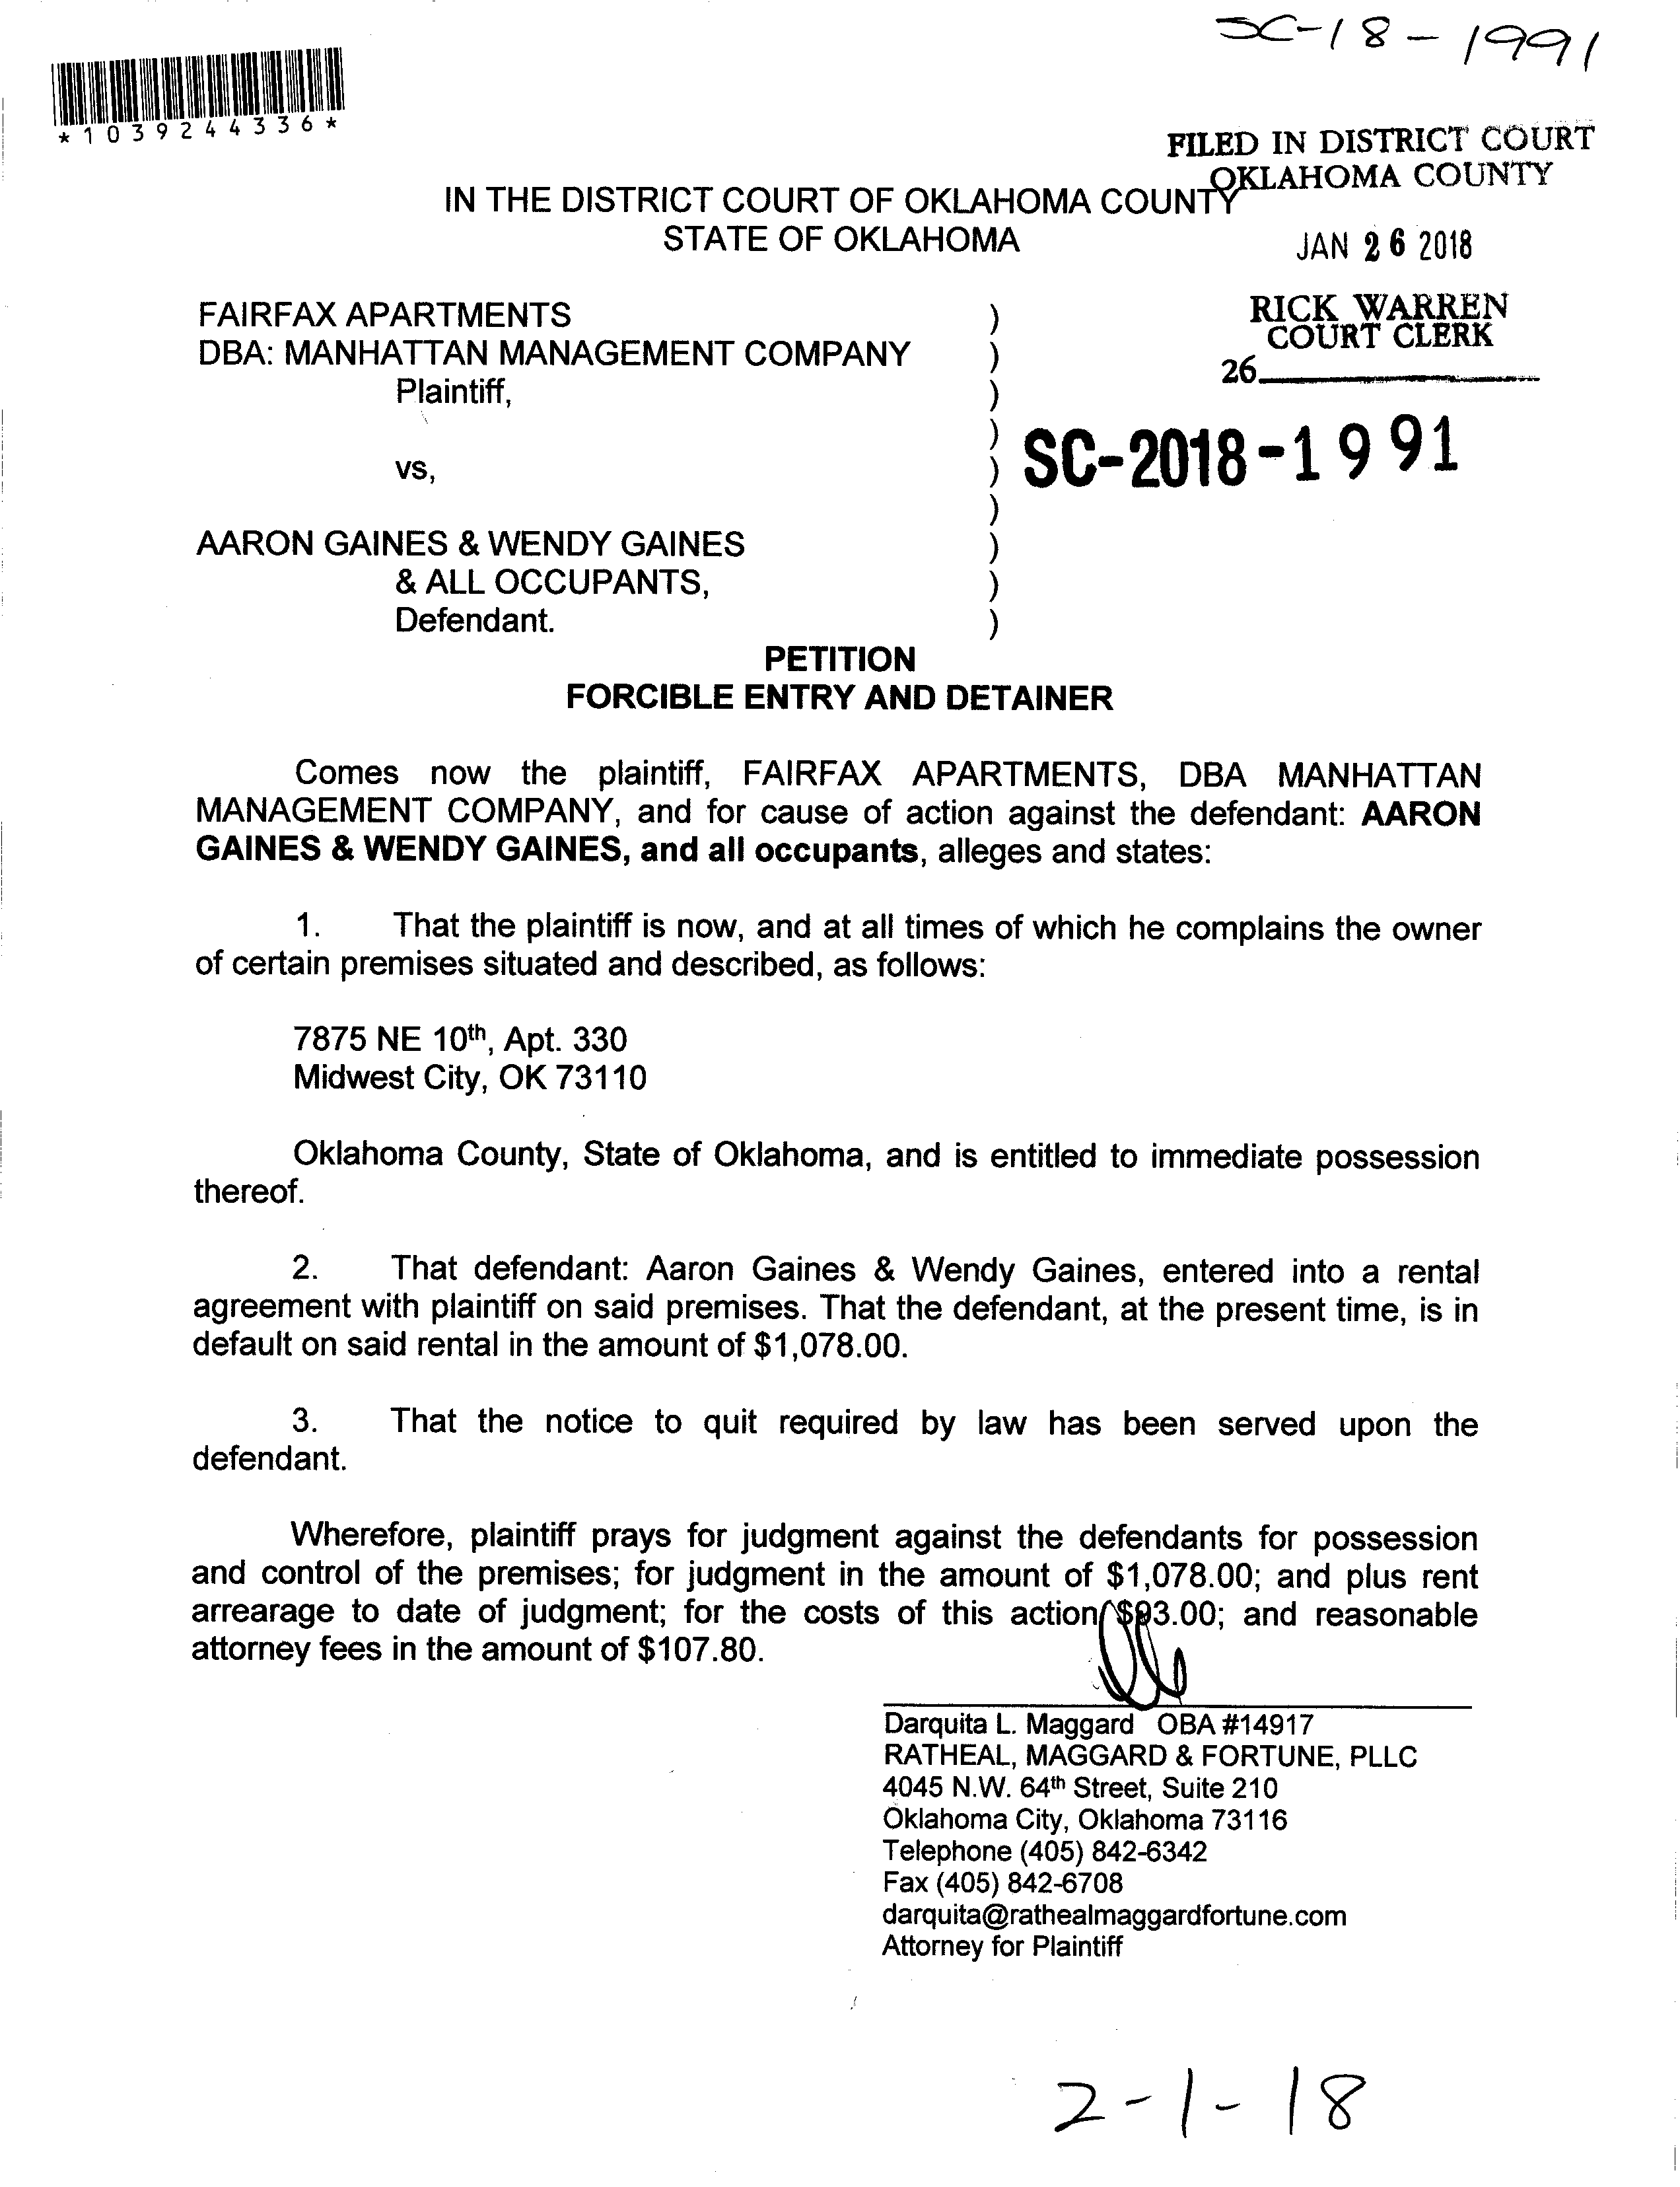 SC-18-1991
*1039244336*
FILED IN DISTRICT COURT
OKLAHOMA COUNTY
IN THE DISTRICT COURT OF OKLAHOMA COUNTY
STATE OF OKLAHOMA
JAN 26 2018
FAIRFAX APARTMENTS )
DBA: MANHATTAN MANAGEMENT COMPANY )
Plaintiff, )
)
vs, )
)
AARON GAINES & WENDY GAINES )
& ALL OCCUPANTS, )
Defendant. )
RICK WARREN
COURT CLERK
26
SC-2018-1991
PETITION
FORCIBLE ENTRY AND DETAINER
Comes now the plaintiff, FAIRFAX APARTMENTS, DBA MANHATTAN
MANAGEMENT COMPANY, and for cause of action against the defendant: AARON
GAINES & WENDY GAINES, and all occupants, alleges and states:
1. That the plaintiff is now, and at all times of which he complains the owner
of certain premises situated and described, as follows:
7875 NE 10th, Apt. 330
Midwest City, OK 73110
Oklahoma County, State of Oklahoma, and is entitled to immediate possession
thereof.
2. That defendant: Aaron Gaines & Wendy Gaines, entered into a rental
agreement with plaintiff on said premises. That the defendant, at the present time, is in
default on said rental in the amount of $1,078.00.
3. That the notice to quit required by law has been served upon the
defendant.
Wherefore, plaintiff prays for judgment against the defendants for possession
and control of the premises; for judgment in the amount of $1,078.00; and plus rent
arrearage to date of judgment; for the costs of this action $93.00; and reasonable
attorney fees in the amount of $107.80.
Darquita L. Maggard OBA #14917
RATHEAL, MAGGARD & FORTUNE, PLLC
4045 N.W. 64th Street, Suite 210
Oklahoma City, Oklahoma 73116
Telephone (405) 842-6342
Fax (405) 842-6708
darquita@rathealmaggardfortune.com
Attorney for Plaintiff
2-1-18